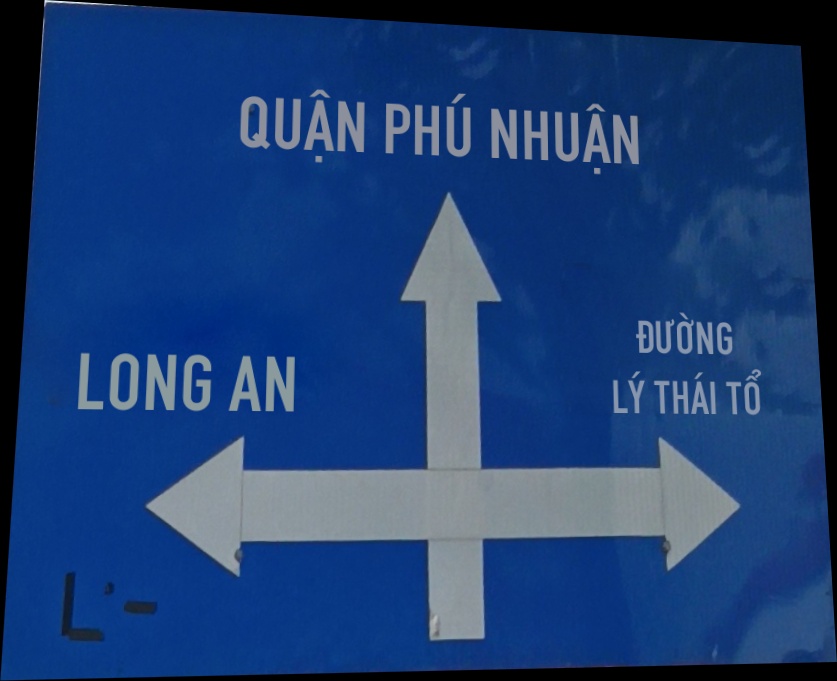 QUẬN PHÚ NHUẬN
LONG AN
ĐƯỜNG
LÝ THÁI TỔ